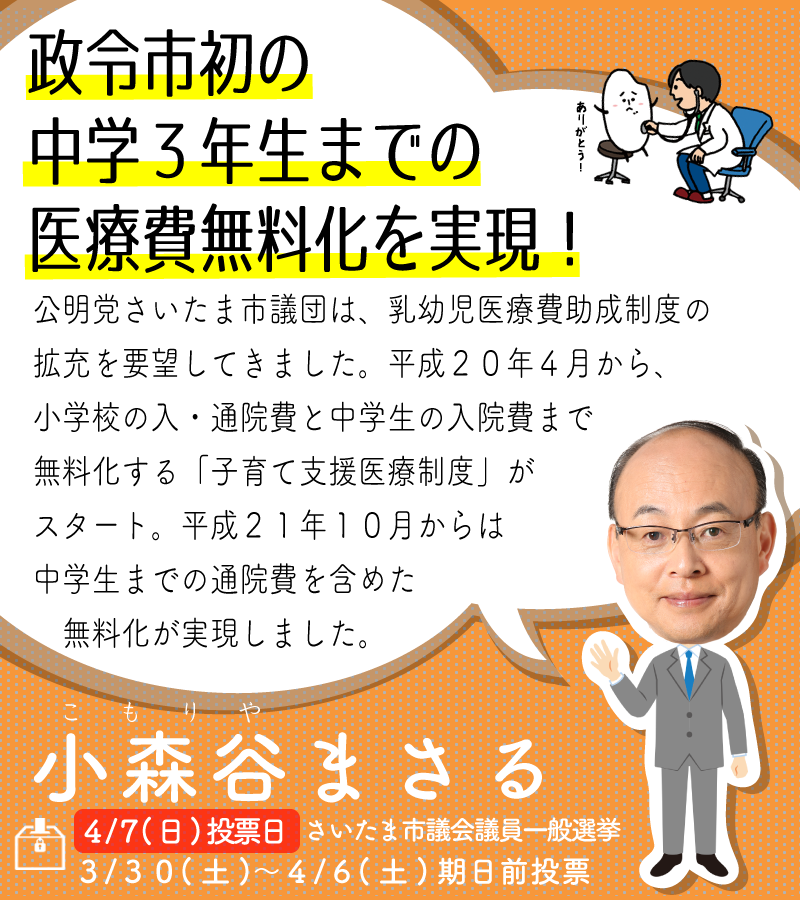 政令市初の
中学３年生までの
医療費無料化を実現！
ありがとう！
公明党さいたま市議団は、乳幼児医療費助成制度の
拡充を要望してきました。平成２０年４月から、
小学校の入・通院費と中学生の入院費まで
無料化する「子育て支援医療制度」が
スタート。平成２１年１０月からは
中学生までの通院費を含めた
無料化が実現しました。
こもりや
小森谷まさる
4/7(日)投票日 さいたま市議会議員一般選挙
3/30(土)～4/6(土)期日前投票